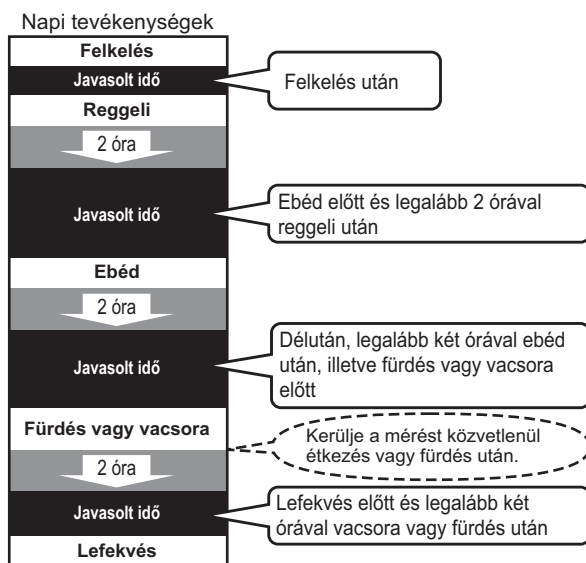 Napi tevékenységek
Felkelés
Javasolt idő
Felkelés után
Reggeli
2 óra
Javasolt idő
Ebéd előtt és legalább 2 órával
reggeli után
Ebéd
2 óra
Javasolt idő
Délután, legalább két órával ebéd
után, illetve fürdés vagy vacsora
előtt
Fürdés vagy vacsora
Kerülje a mérést közvetlenül
étkezés vagy fürdés után.
2 óra
Javasolt idő
Lefekvés előtt és legalább két
órával vacsora vagy fürdés után
Lefekvés